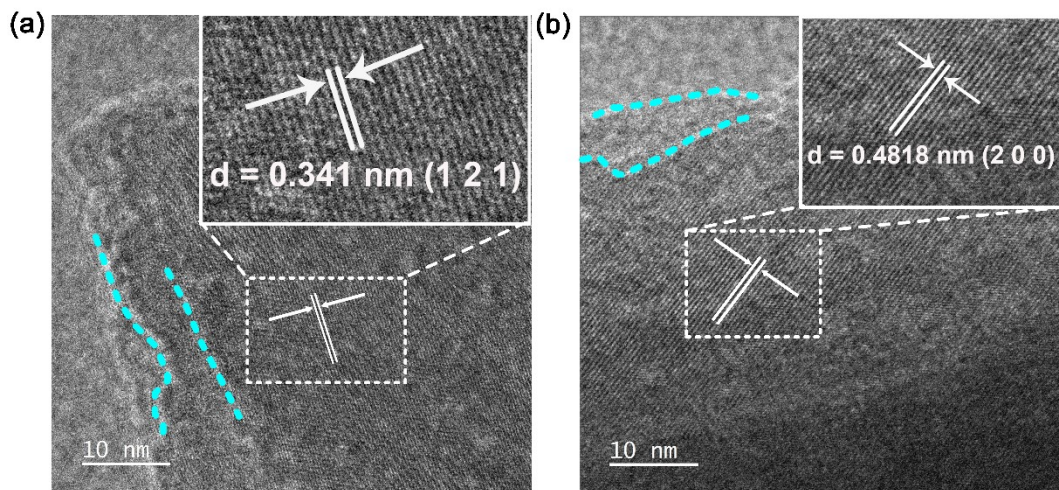 (a)
d = 0.341 nm (1 2 1)
10 nm
(b)
d = 0.4818 nm (2 0 0)
10 nm